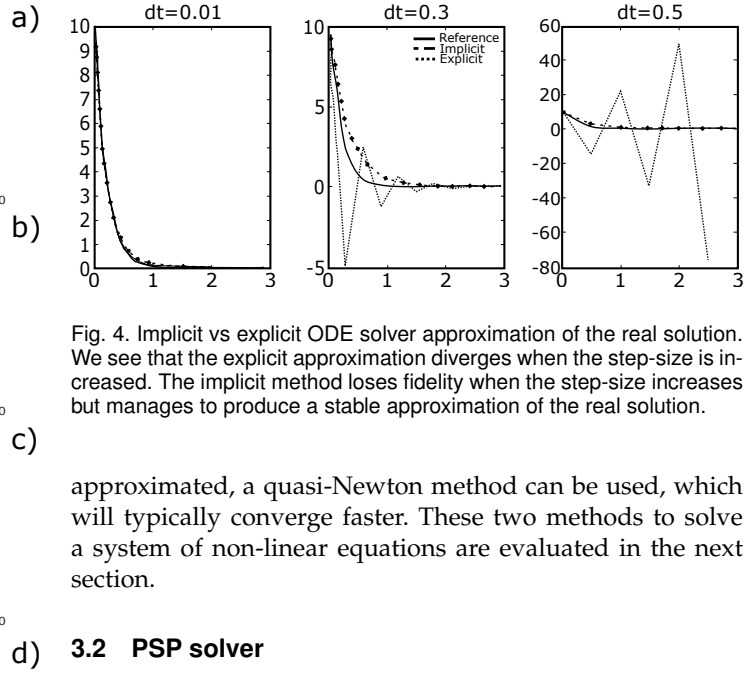 a)
dt=0.01
dt=0.3
dt=0.5
10
9
8
7
6
5
4
3
2
1
0
0 1 2 3
10
5
0
-5
0 1 2 3
Reference
Implicit
Explicit
60
40
20
0
-20
-40
-60
-80
0 1 2 3
0
b)
Fig. 4. Implicit vs explicit ODE solver approximation of the real solution.
We see that the explicit approximation diverges when the step-size is in-
creased. The implicit method loses fidelity when the step-size increases
but manages to produce a stable approximation of the real solution.
0
c)
approximated, a quasi-Newton method can be used, which
will typically converge faster. These two methods to solve
a system of non-linear equations are evaluated in the next
section.
0
d)
3.2 PSP solver